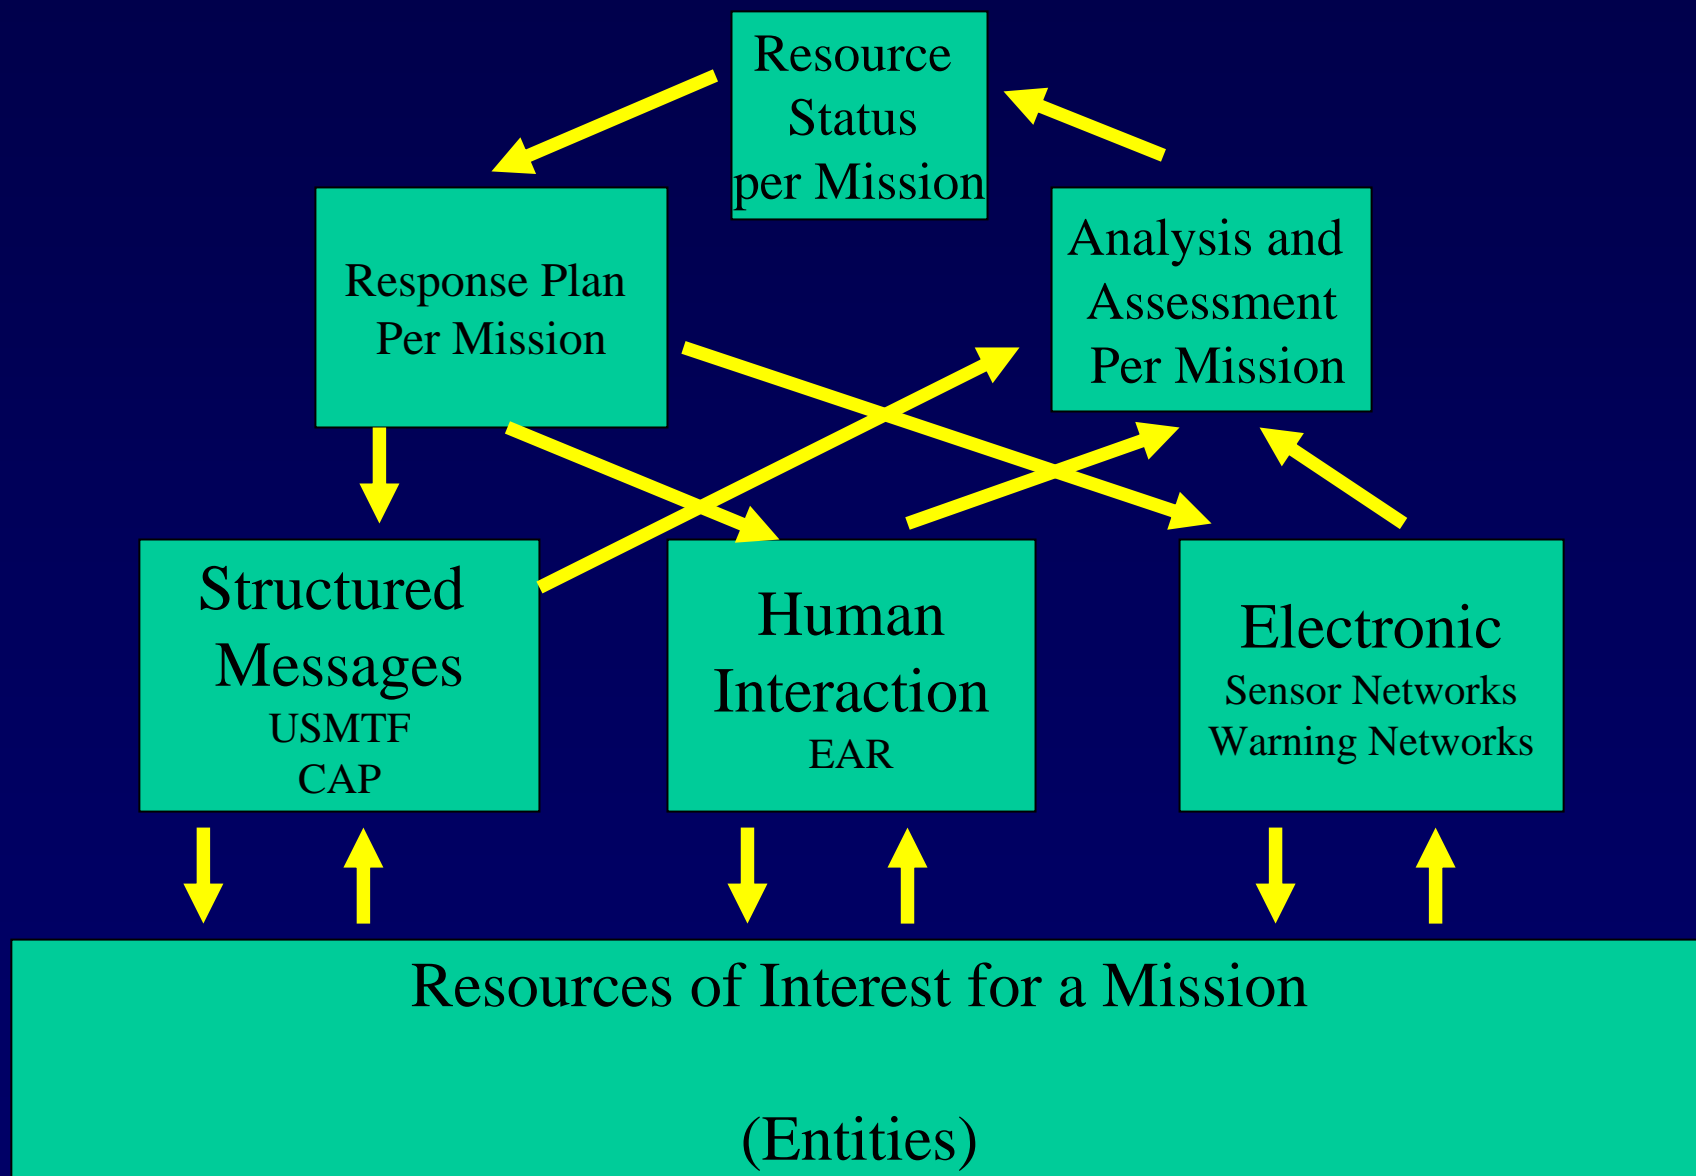 Resource
Status
per Mission
Response Plan
Per Mission
Analysis and
Assessment
Per Mission
Structured
Messages
USMTF
CAP
Human
Interaction
EAR
Electronic
Sensor Networks
Warning Networks
Resources of Interest for a Mission
(Entities)